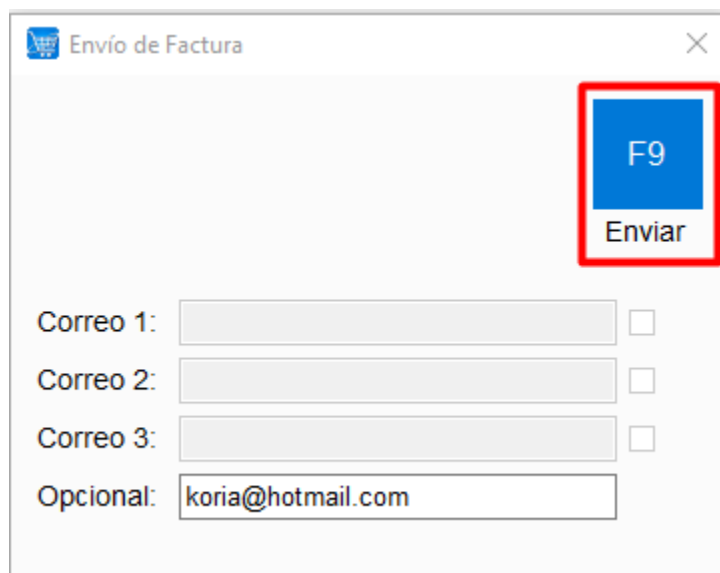 Envío de Factura
F9
Enviar
Correo 1:
Correo 2:
Correo 3:
Opcional: koria@hotmail.com